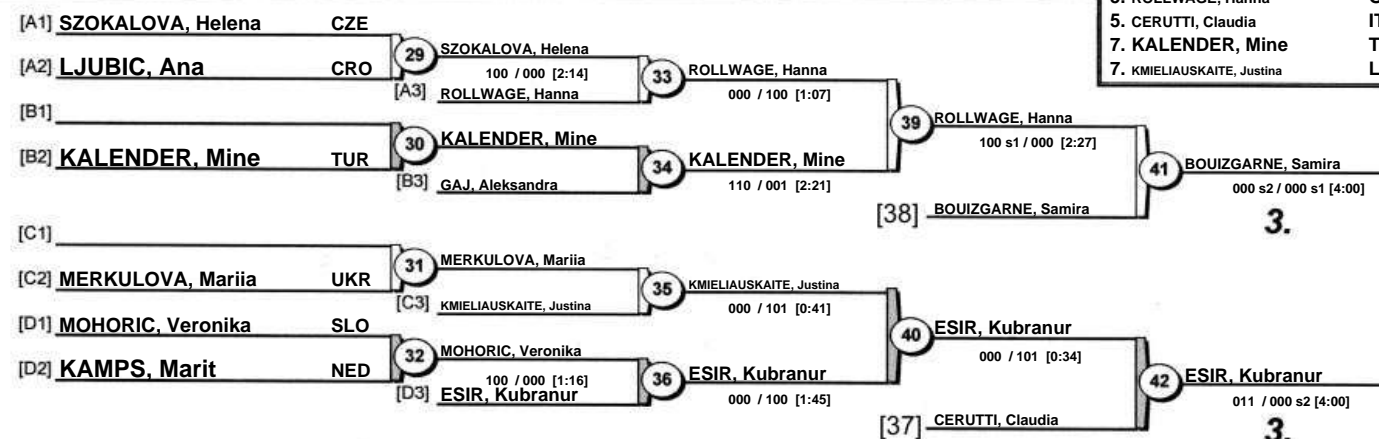 5. CERUTTI, Claudia
7. KALENDER, Mine
7. KMIELIAUSKAITE, Justina
[A1] SZOKALOVA, Helena CZE
[A2] LJUBIC, Ana CRO
29
SZOKALOVA, Helena
100 / 000 [2:14]
[A3] ROLLWAGE, Hanna
33
ROLLWAGE, Hanna
000 / 100 [1:07]
[B1]
[B2] KALENDER, Mine TUR
30
KALENDER, Mine
[B3] GAJ, Aleksandra
34
KALENDER, Mine
110 / 001 [2:21]
39
ROLLWAGE, Hanna
100 s1 / 000 [2:27]
[38] BOUIZGARNE, Samira
41
BOUIZGARNE, Samira
000 s2 / 000 s1 [4:00]
3.
[C1]
[C2] MERKULOVA, Mariia UKR
31
MERKULOVA, Mariia
[C3] KMIELIAUSKAITE, Justina
35
KMIELIAUSKAITE, Justina
000 / 101 [0:41]
[D1] MOHORIC, Veronika SLO
[D2] KAMPS, Marit NED
32
MOHORIC, Veronika
100 / 000 [1:16]
[D3] ESIR, Kubranur
36
ESIR, Kubranur
000 / 100 [1:45]
40
ESIR, Kubranur
000 / 101 [0:34]
[37] CERUTTI, Claudia
42
ESIR, Kubranur
011 / 000 s2 [4:00]
3.